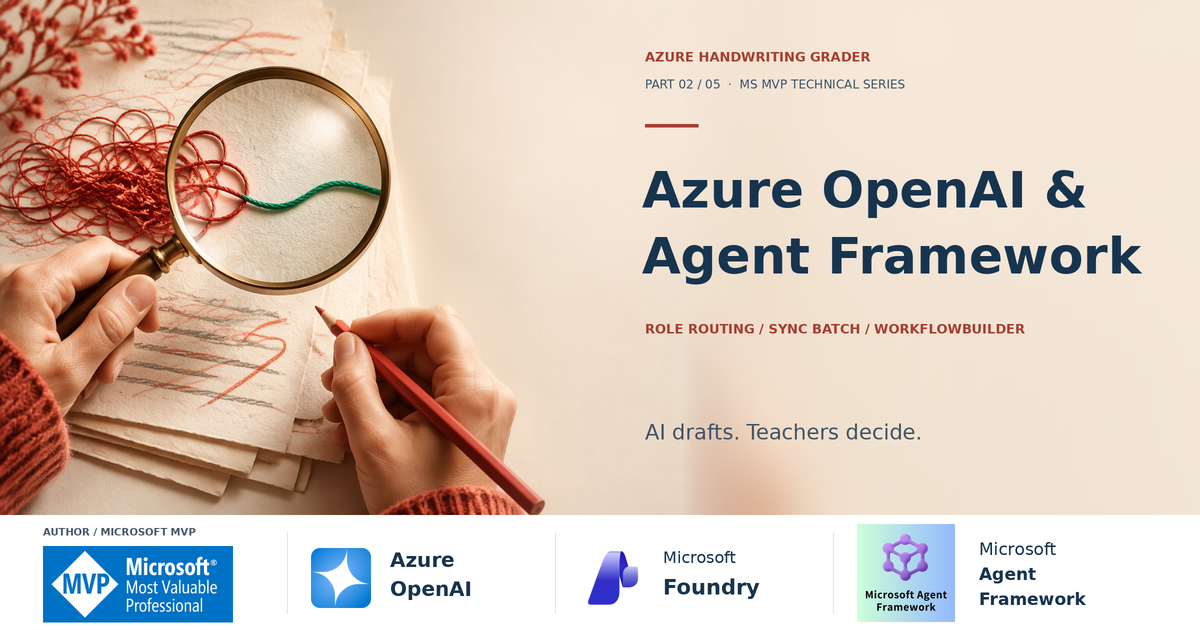 AZURE HANDWRITING GRADER
PART 02 / 05 · MS MVP TECHNICAL SERIES
Azure OpenAI &
Agent Framework
ROLE ROUTING / SYNC BATCH / WORKFLOWBUILDER
AI drafts. Teachers decide.
AUTHOR / MICROSOFT MVP
MVP
Microsoft®
Most Valuable
Professional
Azure
OpenAI
Microsoft
Foundry
Microsoft Agent
Framework
Microsoft
Agent
Framework